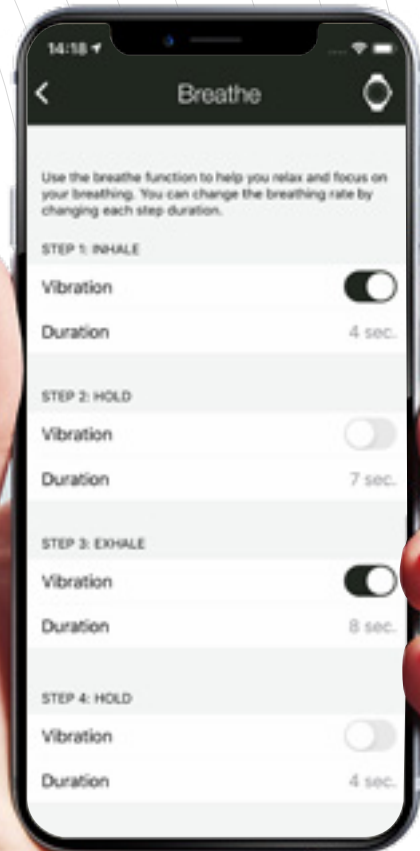 14:18
Breathe
Use the breathe function to help you relax and focus on
your breathing. You can change the breathing rate by
changing each step duration.
STEP 1: INHALE
Vibration
Duration 4 sec.
STEP 2: HOLD
Vibration
Duration 7 sec.
STEP 3: EXHALE
Vibration
Duration 8 sec.
STEP 4: HOLD
Vibration
Duration 4 sec.